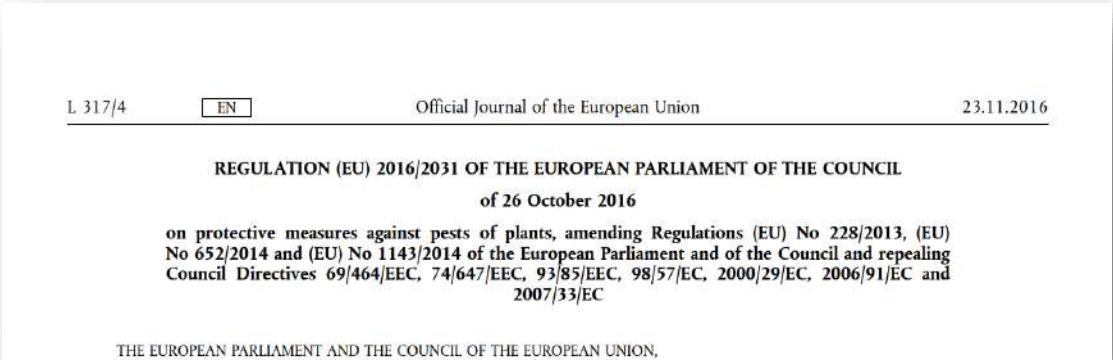 L 317/4 EN Official Journal of the European Union 23.11.2016
REGULATION (EU) 2016/2031 OF THE EUROPEAN PARLIAMENT OF THE COUNCIL
of 26 October 2016
on protective measures against pests of plants, amending Regulations (EU) No 228/2013, (EU)
No 652/2014 and (EU) No 1143/2014 of the European Parliament and of the Council and repealing
Council Directives 69/464/EEC, 74/647/EEC, 93/85/EEC, 98/57/EC, 2000/29/EC, 2006/91/EC and
2007/33/EC
THE EUROPEAN PARLIAMENT AND THE COUNCIL OF THE EUROPEAN UNION,